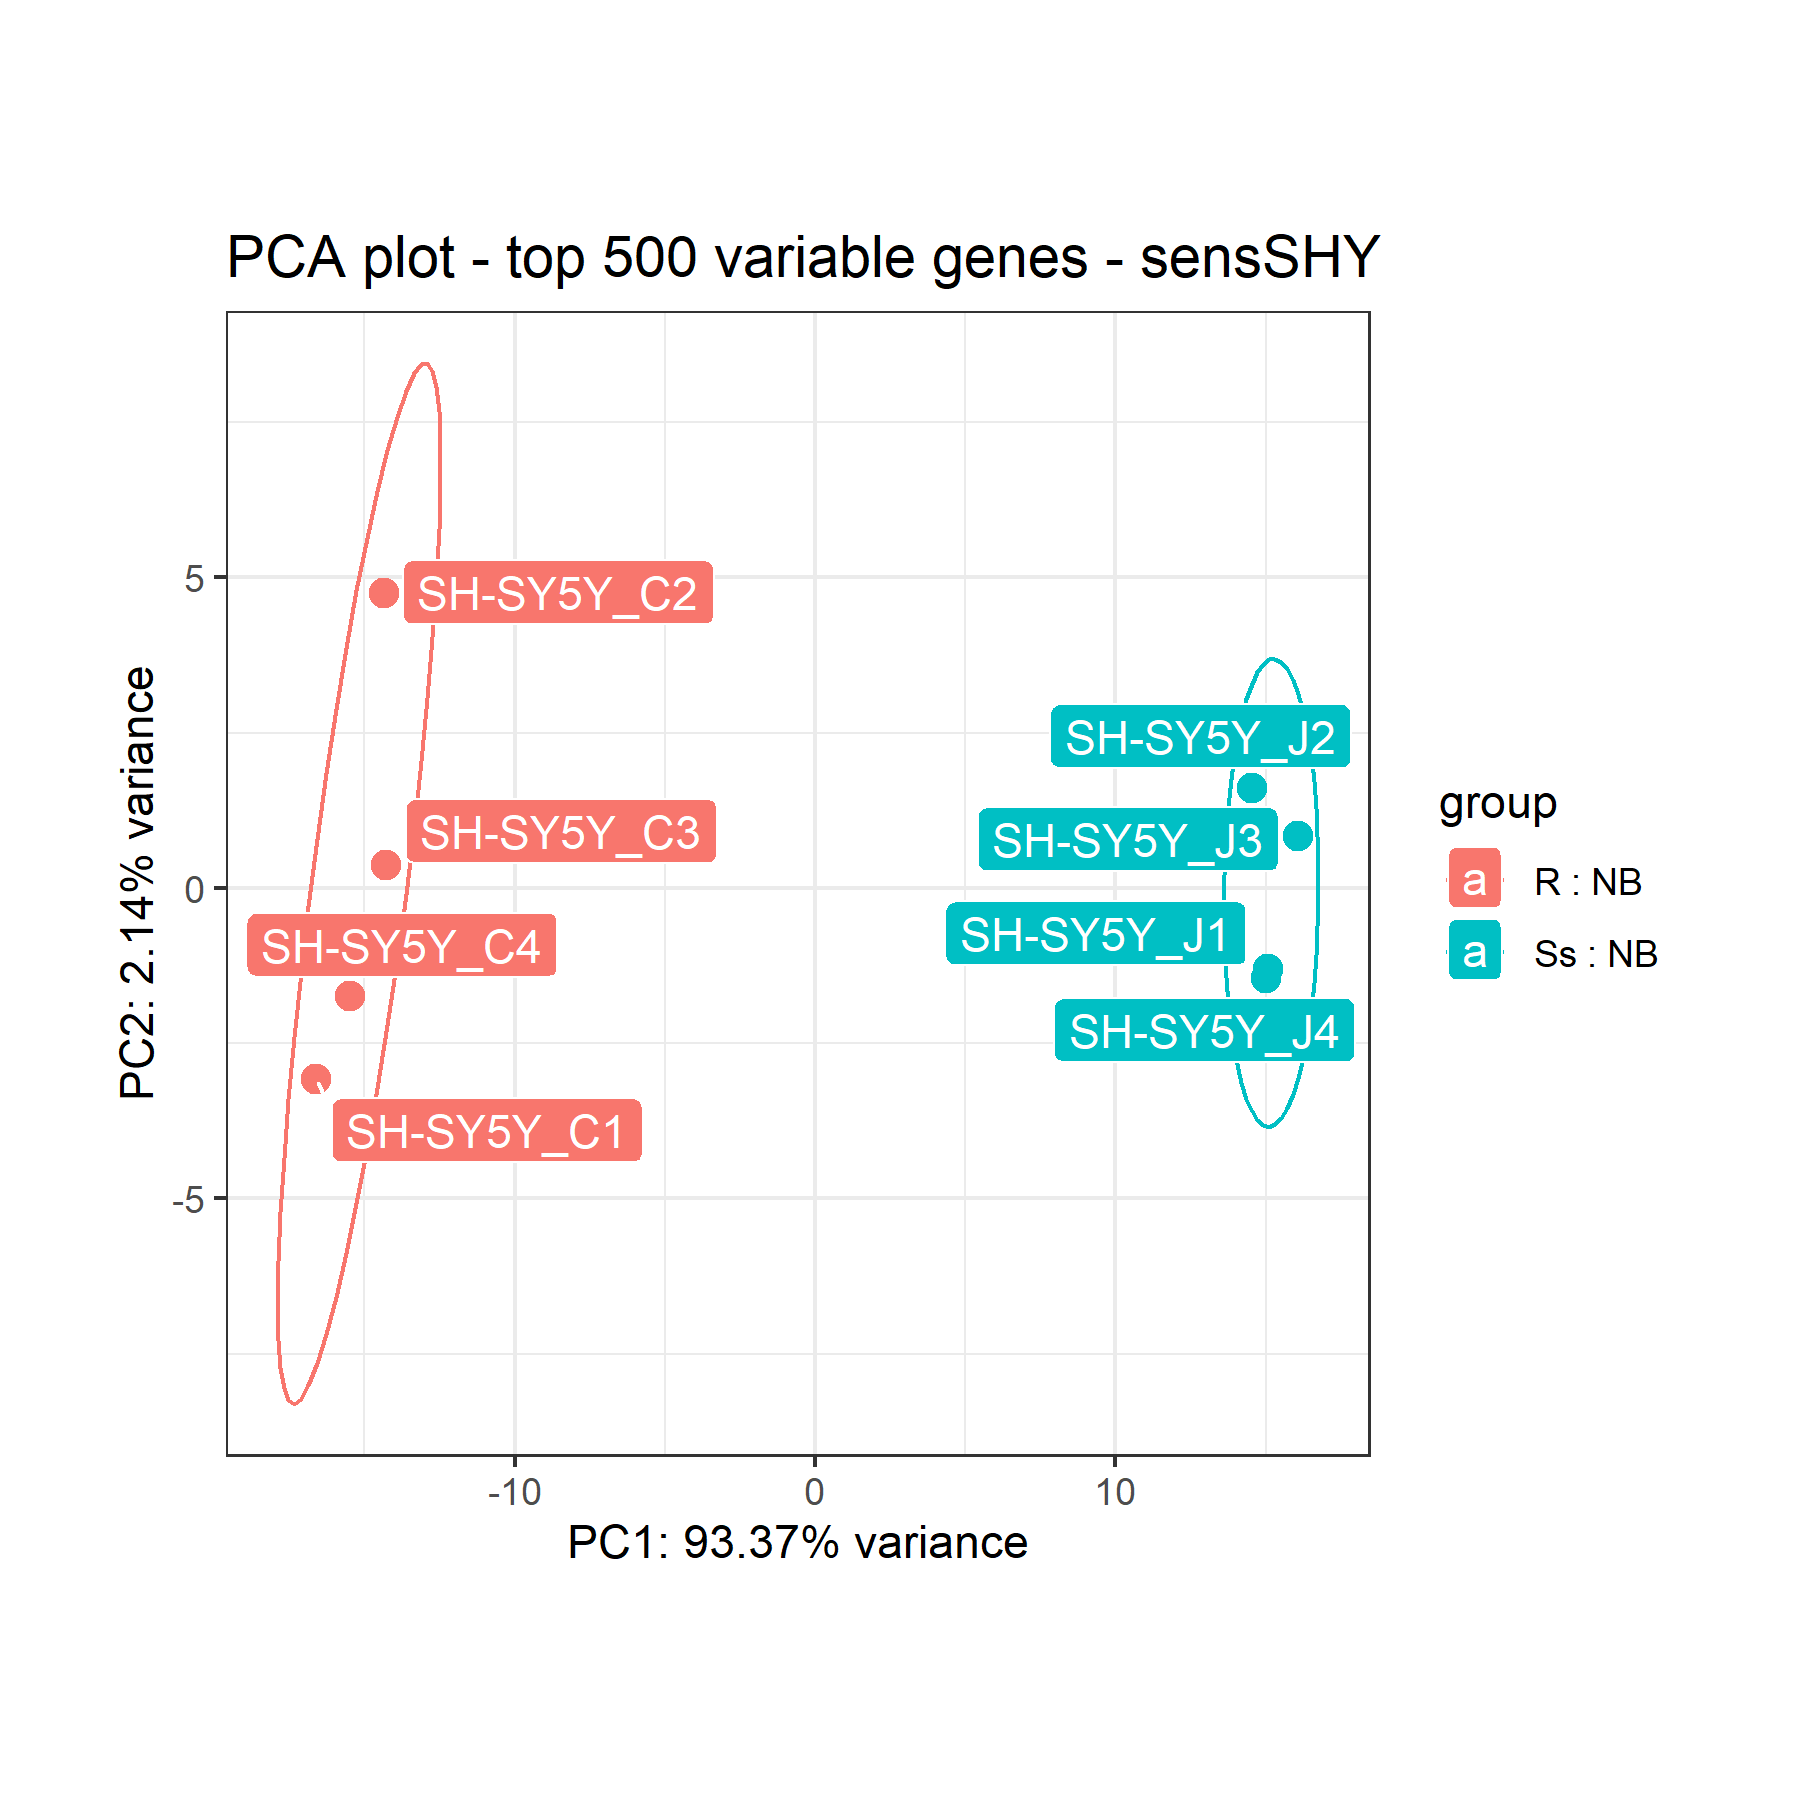 PCA plot - top 500 variable genes - sensSHY
PC2: 2.14% variance
5
0
-5
SH-SY5Y_C2
SH-SY5Y_C3
SH-SY5Y_C4
SH-SY5Y_C1
SH-SY5Y_J2
SH-SY5Y_J3
SH-SY5Y_J1
SH-SY5Y_J4
-10
0
10
PC1: 93.37% variance
group
a R : NB
a Ss : NB